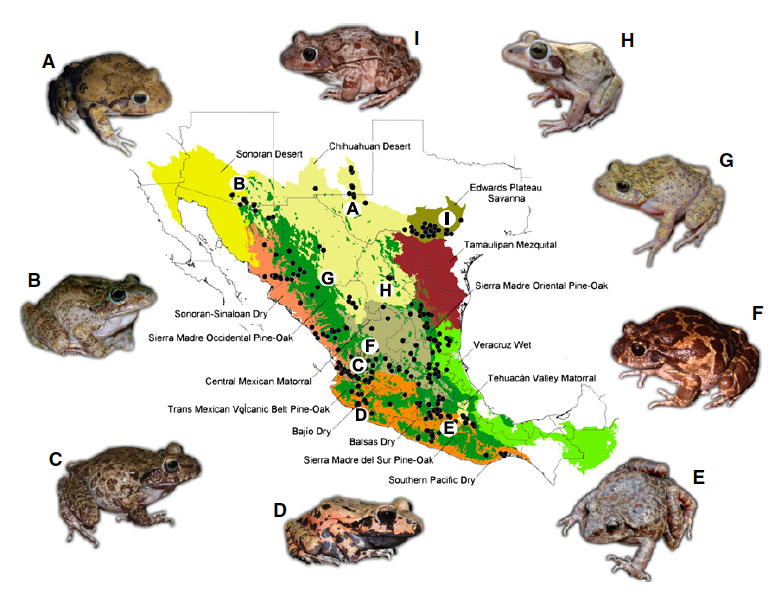 I
H
A
Chihuahuan Desert
Sonoran Desert
G
B
A
Edwards Plateau
Savanna
I
Tamaulipan Mezquital
B
G
H
Sierra Madre Oriental Pine-Oak
Sonoran-Sinaloan Dry
F
Sierra Madre Occidental Pine-Oak
F
Veracruz Wet
C
Central Mexican Matorral
Tehuacán Valley Matorral
Trans Mexican Volcanic Belt Pine-Oak
D
Bajío Dry
E
Balsas Dry
C
Sierra Madre del Sur Pine-Oak
Southern Pacific Dry
E
D